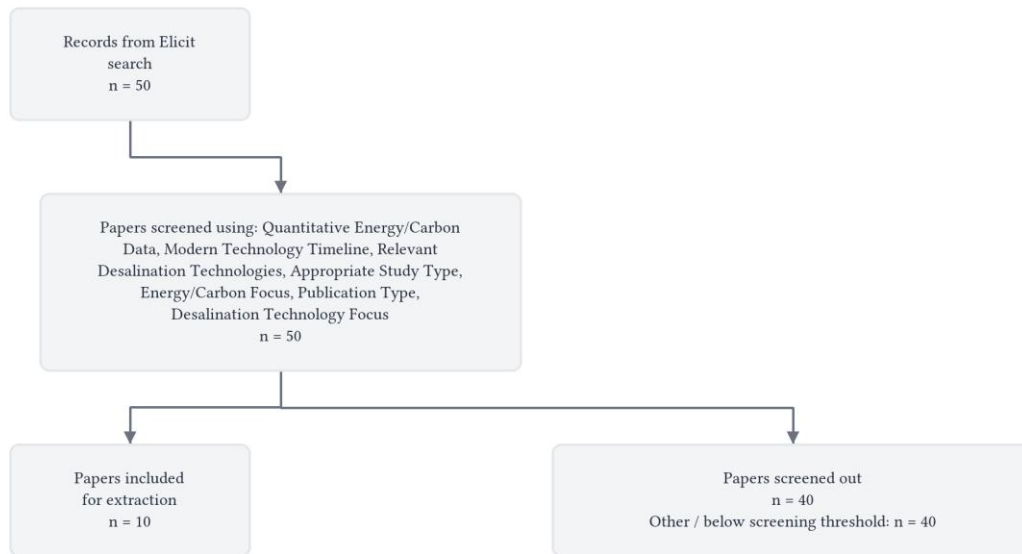 Records from Elicit
search
n = 50
Papers screened using: Quantitative Energy/Carbon
Data, Modern Technology Timeline, Relevant
Desalination Technologies, Appropriate Study Type,
Energy/Carbon Focus, Publication Type,
Desalination Technology Focus
n = 50
Papers included
for extraction
n = 10
Papers screened out
n = 40
Other / below screening threshold: n = 40